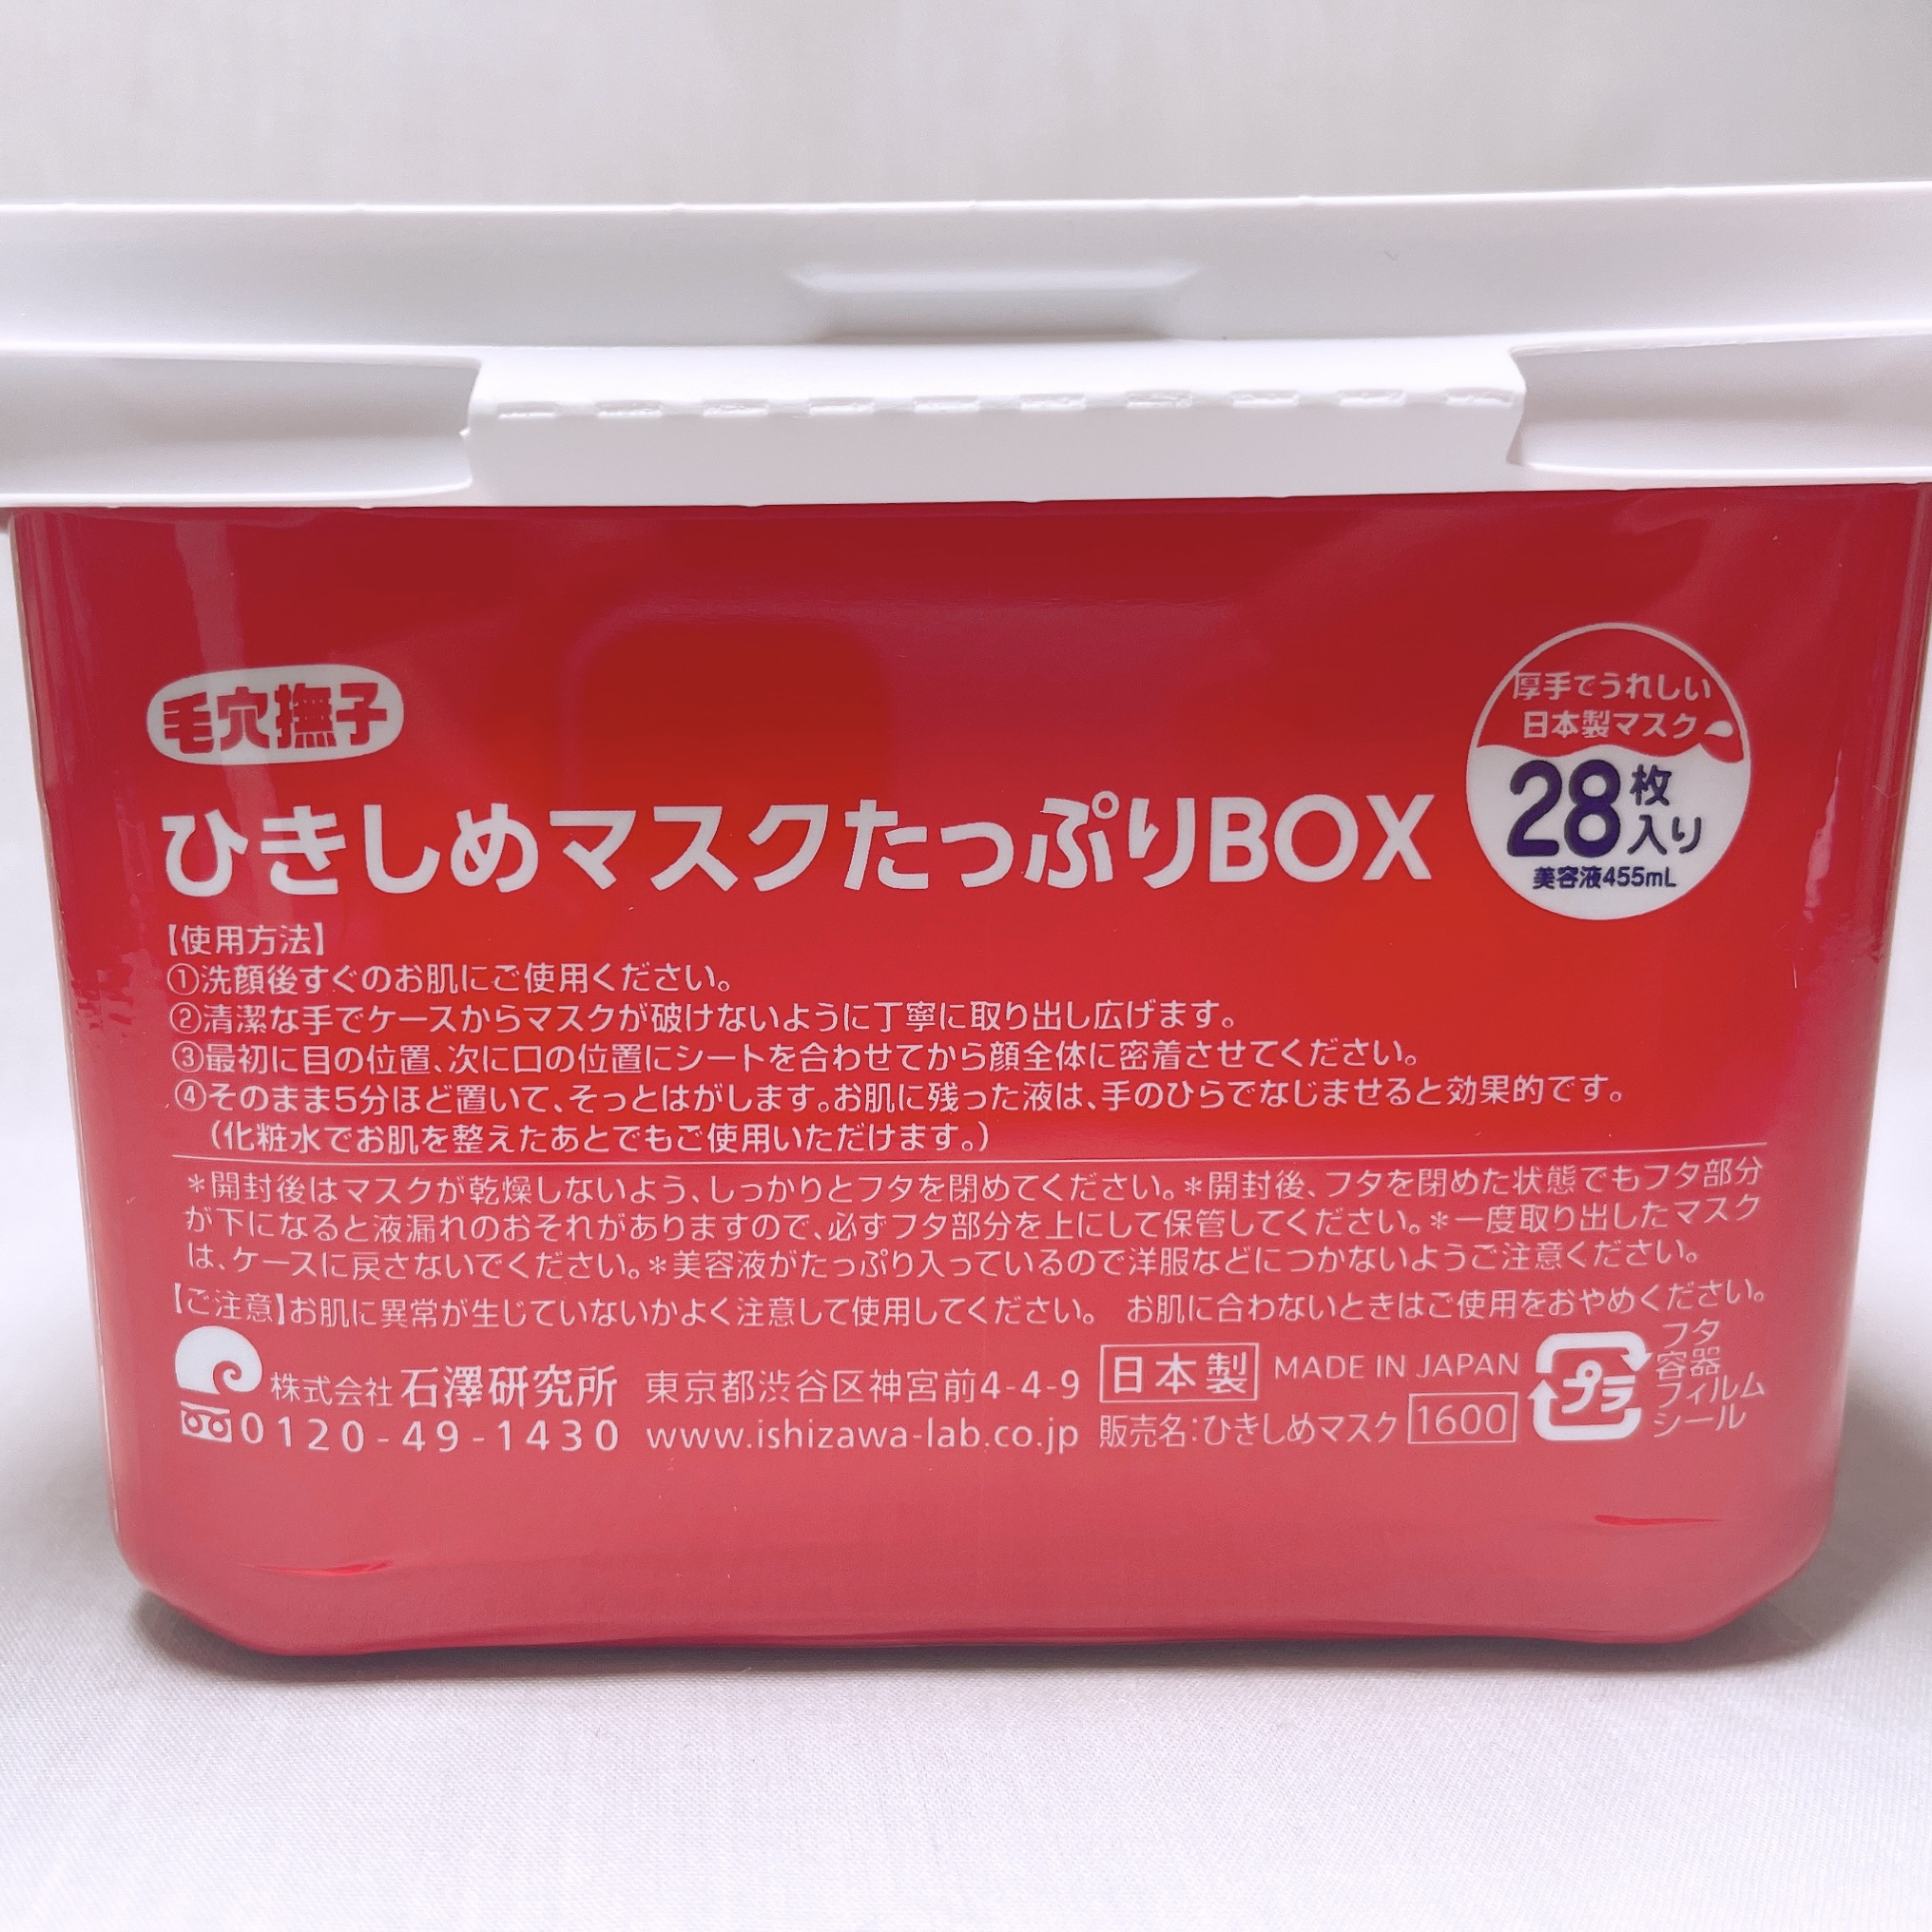 毛穴撫子
厚手でうれしい
日本製マスク
28枚入り
美容液455mL
ひきしめマスクたっぷりBOX
【使用方法】
①洗顔後すぐのお肌にご使用ください。
②清潔な手でケースからマスクが破けないように丁寧に取り出し広げます。
③最初に目の位置、次に口の位置にシートを合わせてから顔全体に密着させてください。
④そのまま5分ほど置いて、そっとはがします。お肌に残った液は、手のひらでなじませると効果的です。
(化粧水でお肌を整えたあとでもご使用いただけます。)
＊開封後はマスクが乾燥しないよう、しっかりとフタを閉めてください。＊開封後、フタを閉めた状態でもフタ部分
が下になると液漏れのおそれがありますので、必ずフタ部分を上にして保管してください。＊一度取り出したマスク
は、ケースに戻さないでください。＊美容液がたっぷり入っているので洋服などにつかないようご注意ください。
【ご注意】お肌に異常が生じていないかよく注意して使用してください。 お肌に合わないときはご使用をおやめください。
株式会社 石澤研究所 東京都渋谷区神宮前4-4-9 日本製 MADE IN JAPAN
0120-49-1430 www.ishizawa-lab.co.jp 販売名:ひきしめマスク 1600
プラ
フタ
容器
フィルム
シール